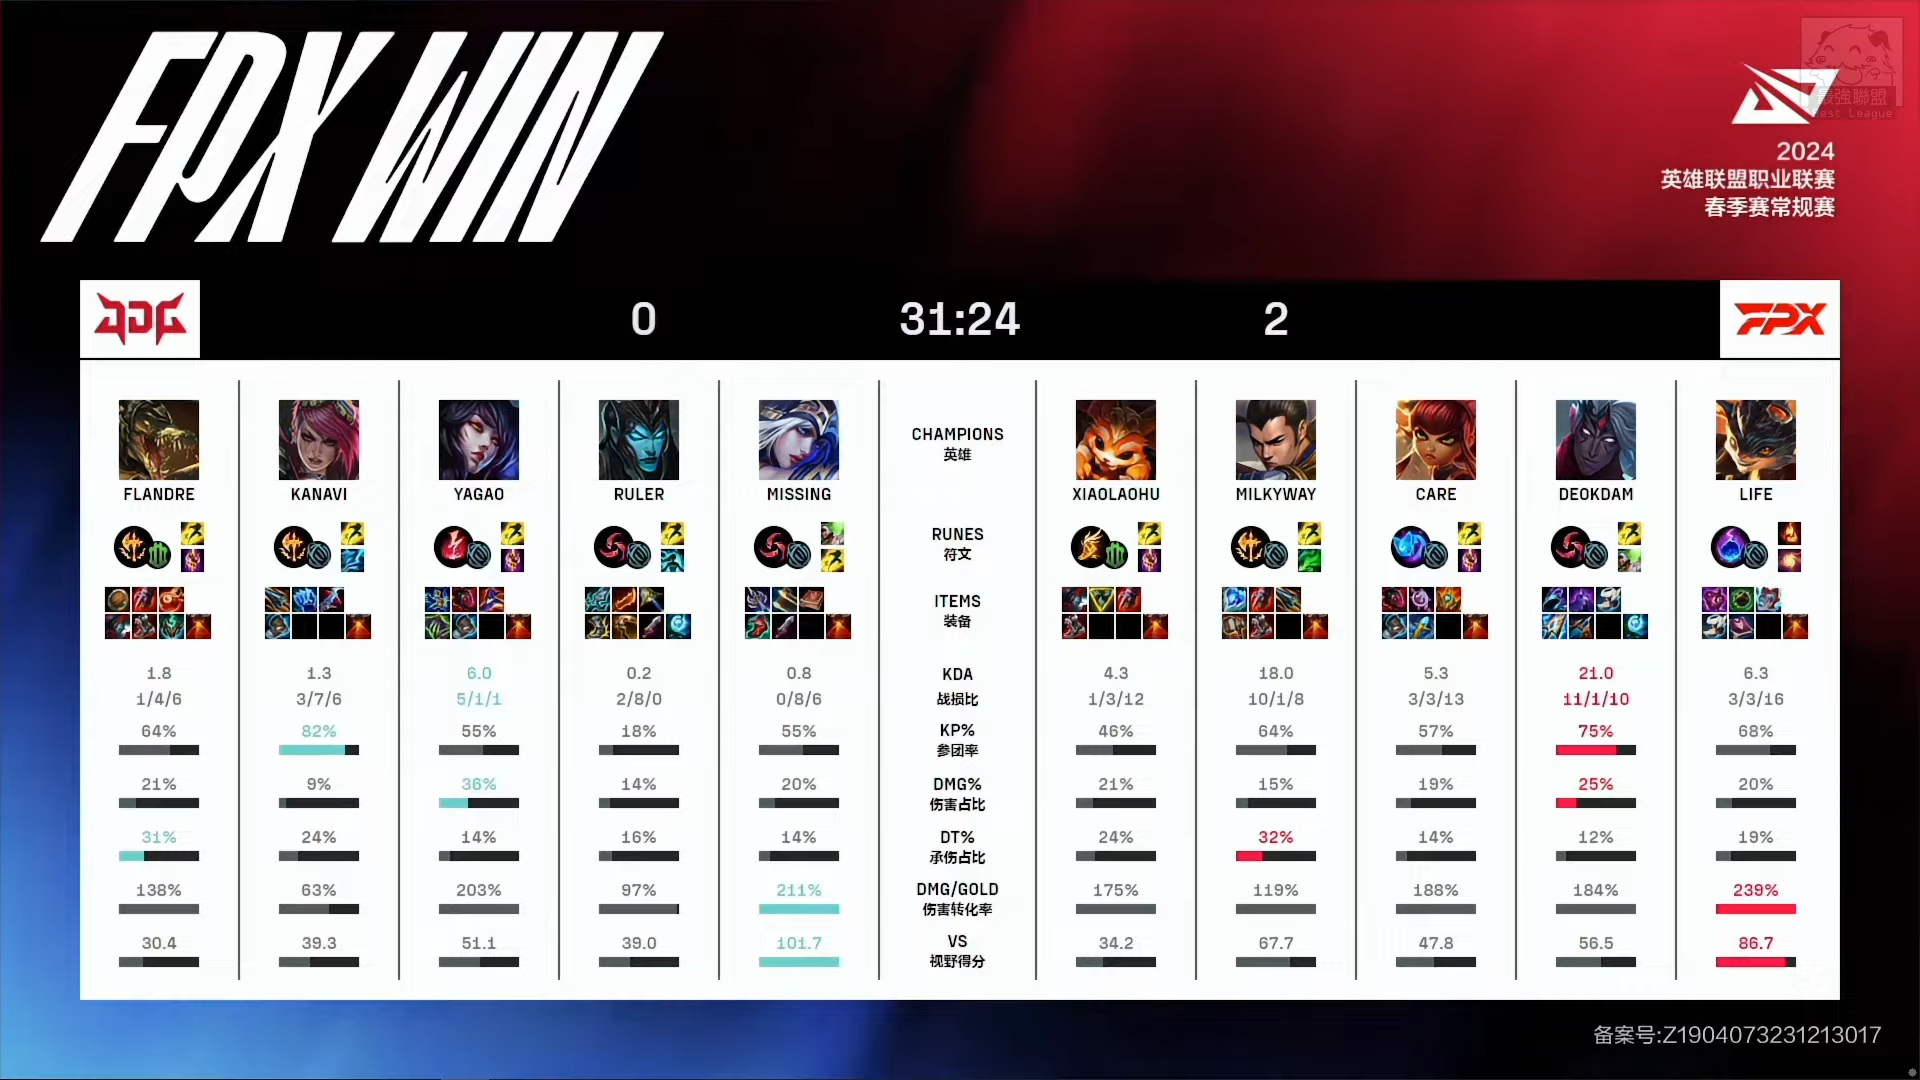 FPX WIN
最強聯盟
Best League
2024
英雄联盟职业联赛
春季赛常规赛
JDG 0 31:24 2 FPX
CHAMPIONS
英雄
FLANDRE KANAVI YAGAO RULER MISSING XIAOLAOHU MILKYWAY CARE DEOKDAM LIFE
RUNES
符文
ITEMS
装备
1.8 1.3 6.0 0.2 0.8 KDA 4.3 18.0 5.3 21.0 6.3
1/4/6 3/7/6 5/1/1 2/8/0 0/8/6 战损比 1/3/12 10/1/8 3/3/13 11/1/10 3/3/16
64% 82% 55% 18% 55% KP% 46% 64% 57% 75% 68%
参团率
21% 9% 36% 14% 20% DMG% 21% 15% 19% 25% 20%
伤害占比
31% 24% 14% 16% 14% DT% 24% 32% 14% 12% 19%
承伤占比
138% 63% 203% 97% 211% DMG/GOLD 175% 119% 188% 184% 239%
伤害转化率
30.4 39.3 51.1 39.0 101.7 VS 34.2 67.7 47.8 56.5 86.7
视野得分
备案号:Z1904073231213017